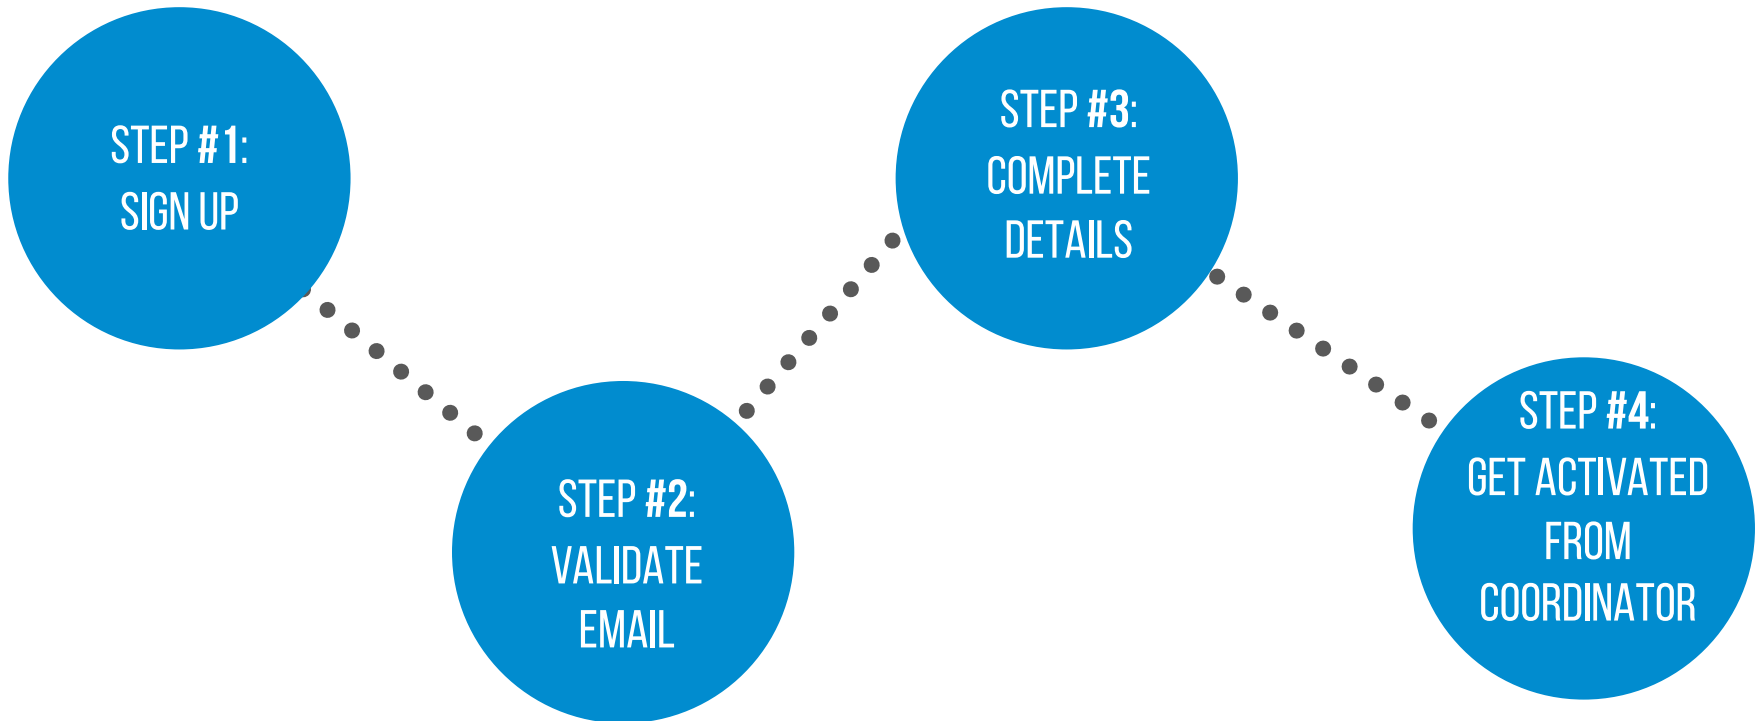 STEP #1:
SIGN UP
STEP #2:
VALIDATE
EMAIL
STEP #3:
COMPLETE
DETAILS
STEP #4:
GET ACTIVATED
FROM
COORDINATOR